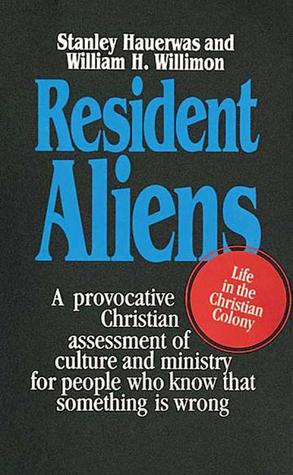 Stanley Hauerwas and
William H. Willimon
Resident
Aliens
Life
in the
Christian
Colony
A provocative
Christian
assessment of
culture and ministry
for people who know that
something is wrong